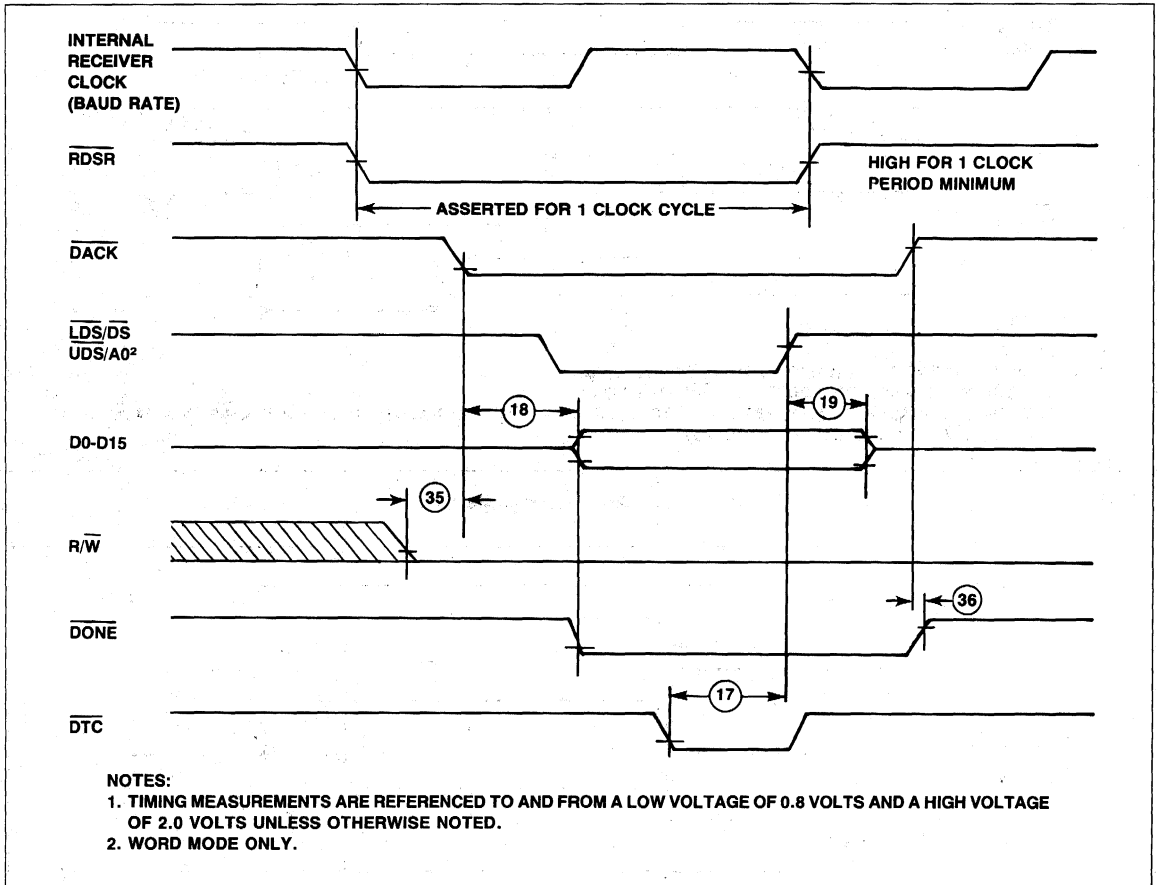 INTERNAL
RECEIVER
CLOCK
(BAUD RATE)
RDSR
HIGH FOR 1 CLOCK
PERIOD MINIMUM
ASSERTED FOR 1 CLOCK CYCLE
DACK
LDS/DS
UDS/A0²
18
19
D0-D15
35
R/W
36
DONE
17
DTC
NOTES:
1. TIMING MEASUREMENTS ARE REFERENCED TO AND FROM A LOW VOLTAGE OF 0.8 VOLTS AND A HIGH VOLTAGE
OF 2.0 VOLTS UNLESS OTHERWISE NOTED.
2. WORD MODE ONLY.